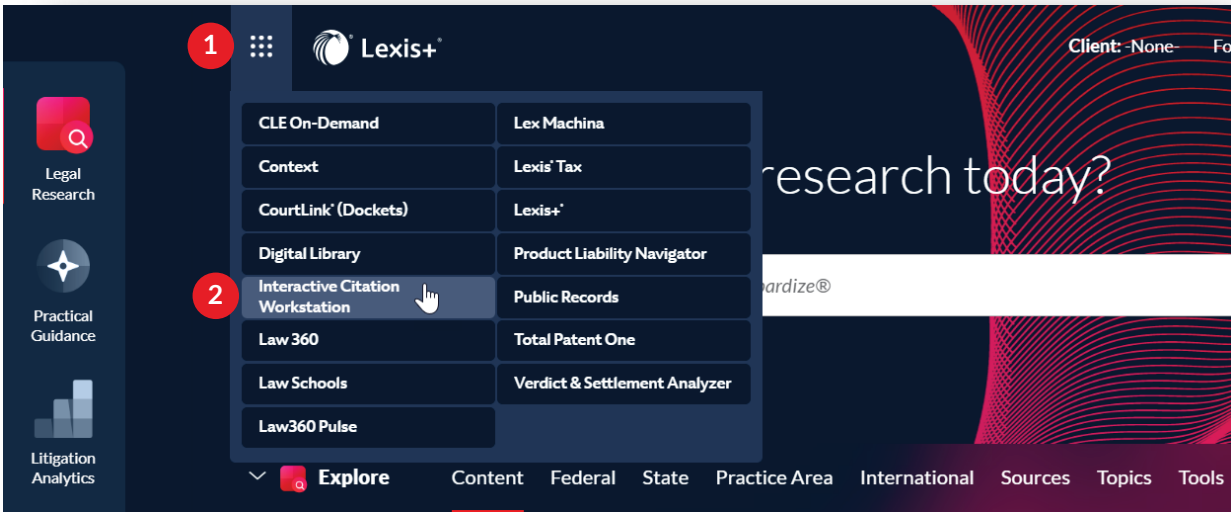 1
Lexis+®
Client: -None-
Fo
Legal
Research
Practical
Guidance
Litigation
Analytics
CLE On-Demand
Context
CourtLink® (Dockets)
Digital Library
2
Interactive Citation
Workstation
Law 360
Law Schools
Law360 Pulse
Lex Machina
Lexis® Tax
Lexis+®
Product Liability Navigator
Public Records
Total Patent One
Verdict & Settlement Analyzer
research today?
pardize®
Explore
Content Federal State Practice Area International Sources Topics Tools